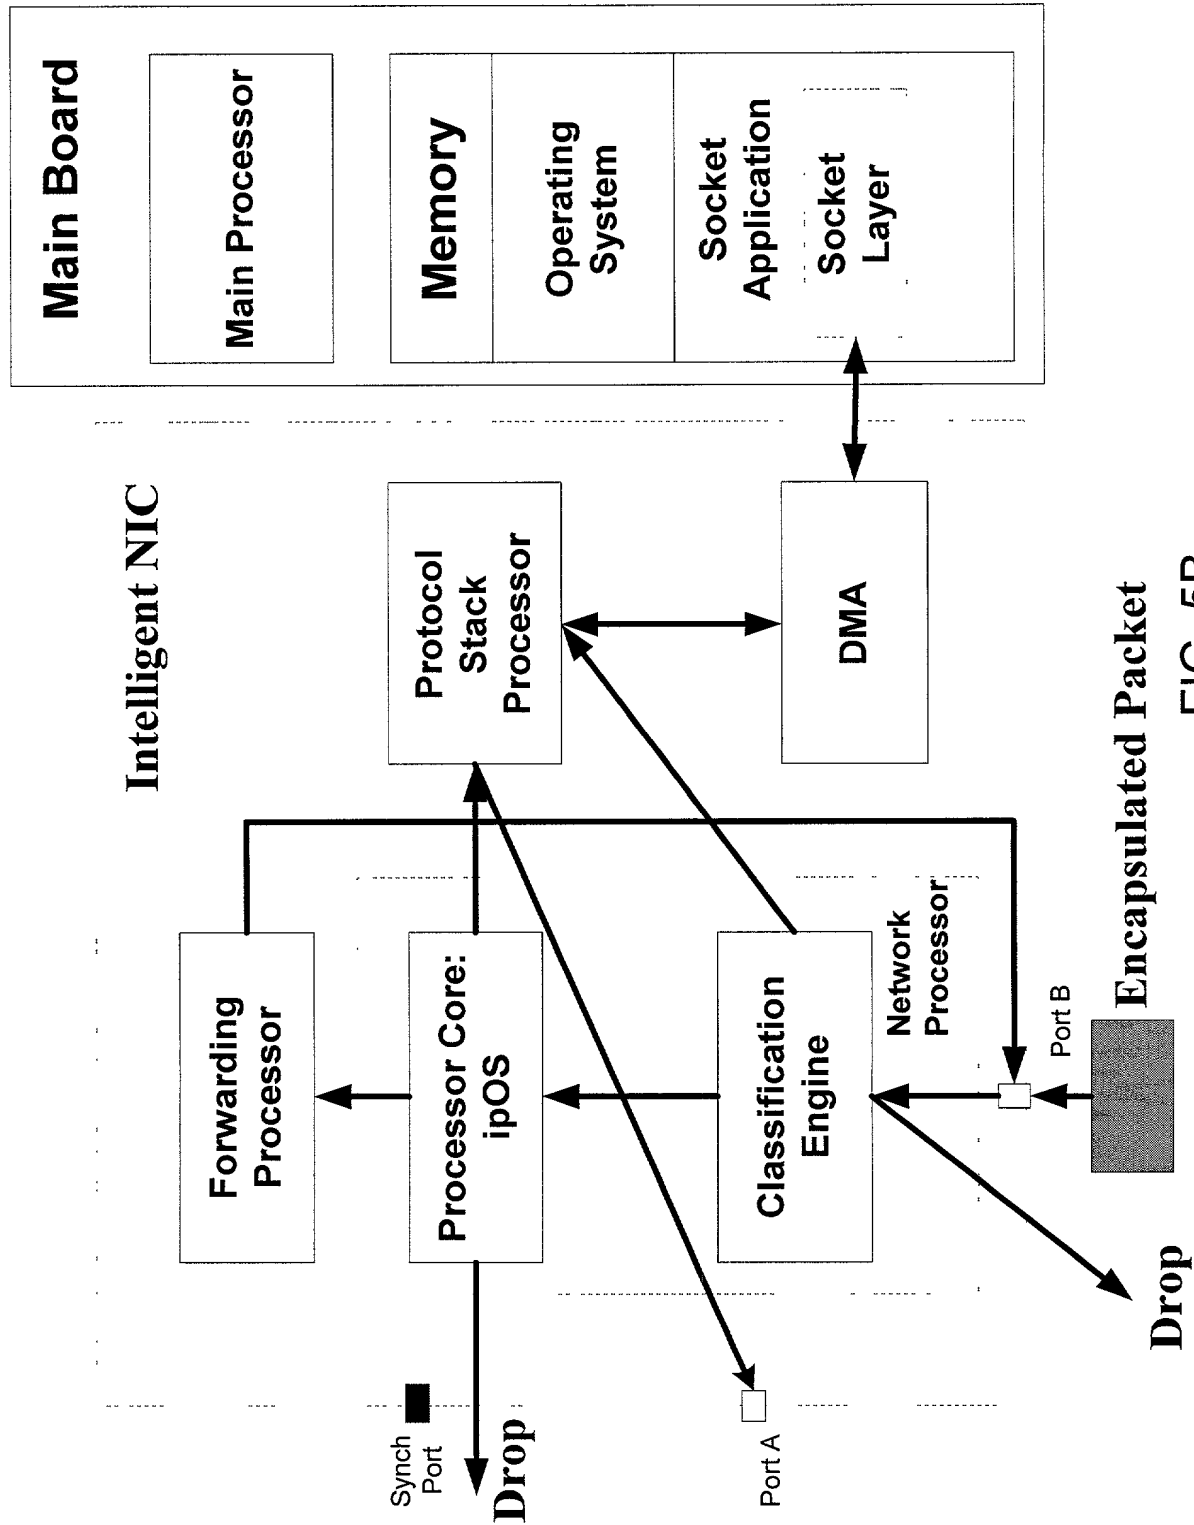 Main Board
Main Processor
Memory
Operating
System
Socket
Application
Socket
Layer
Intelligent NIC
Protocol
Stack
Processor
DMA
Forwarding
Processor
Processor Core:
ipOS
Classification
Engine
Network
Processor
Port B
Encapsulated Packet
Synch
Port
Drop
Port A
Drop